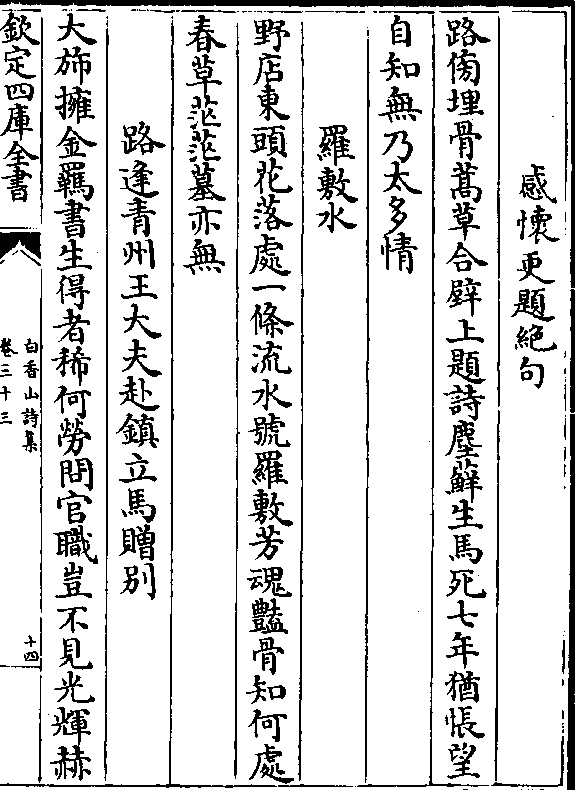 感懷更題絶句
路傍埋骨蒿草合壁上題詩塵蘚生馬死七年猶悵望
自知無乃太多情
羅敷水
野店東頭花落處一條流水號羅敷芳魂豔骨知何處
春草茫茫墓亦無
路逢青州王大夫赴鎮立馬贈别
大斾擁金羈書生得者稀何勞問官職豈不見光輝赫
欽定四庫全書
白香山詩集
卷三十三
十四